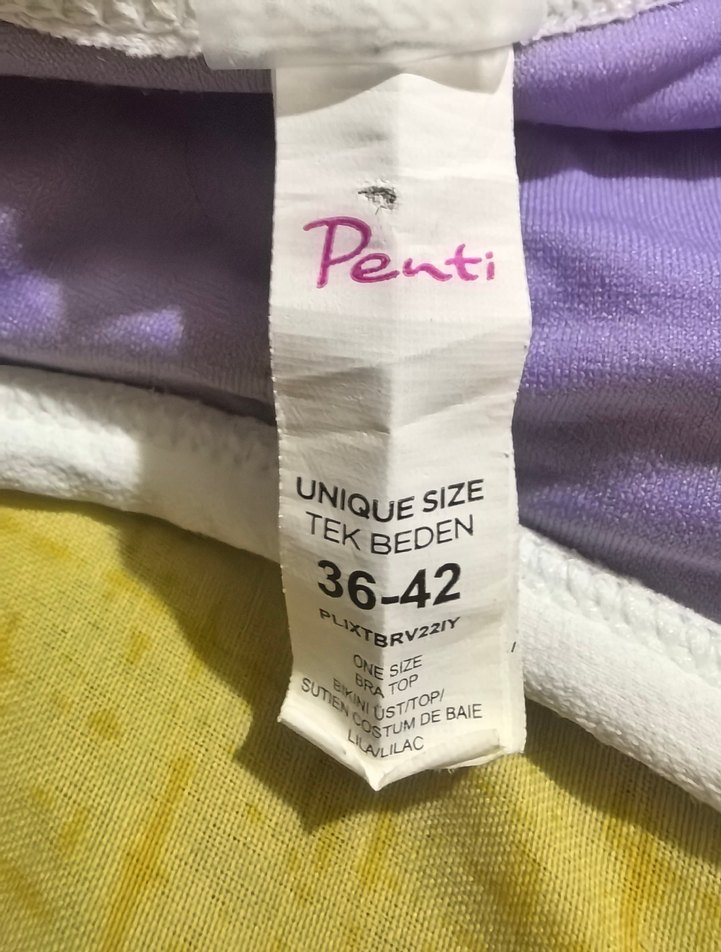 Penti
UNIQUE SIZE
TEK BEDEN
36-42
PLIXTBRV22IY
ONE SIZE
BRA TOP
BIKINI ÜST/TOP/
SUTIEN COSTUM DE BAIE
LILA/LILAC